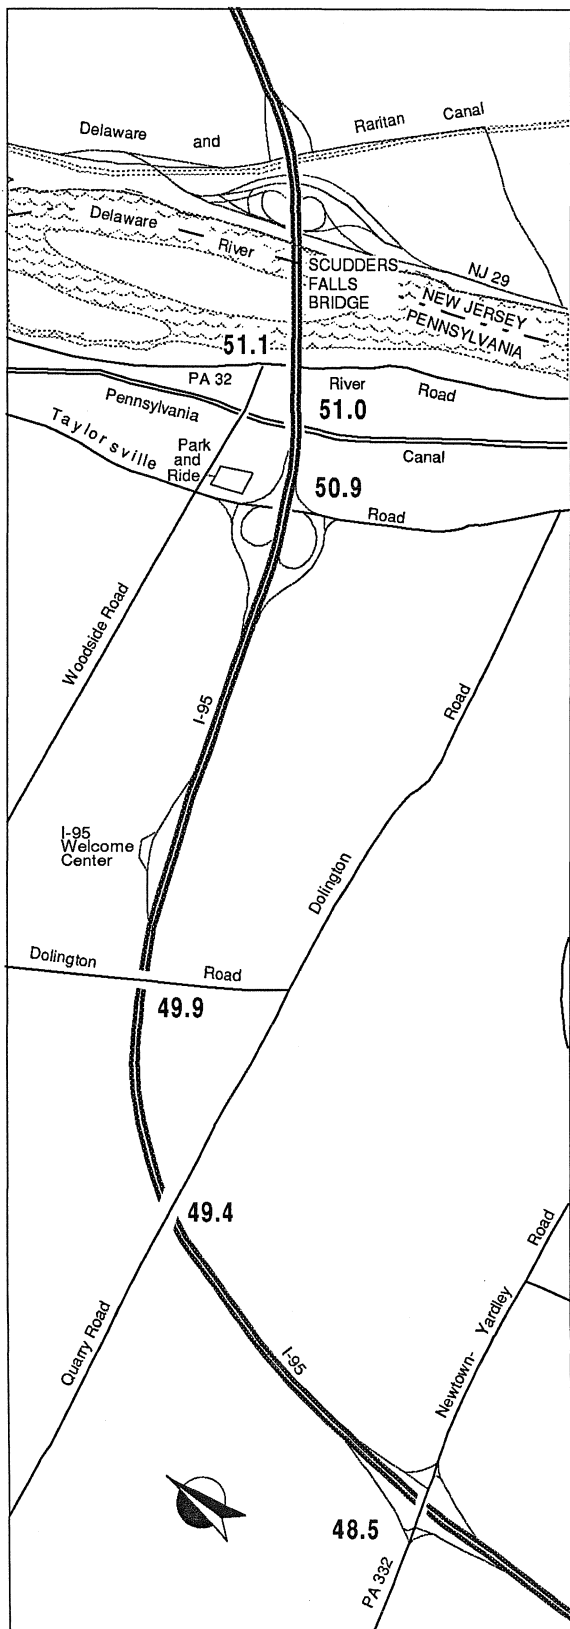 Delaware and Raritan Canal
Delaware River
NJ 29
SCUDDERS
FALLS
BRIDGE
NEW JERSEY
PENNSYLVANIA
51.1
PA 32
River Road
51.0
Pennsylvania Canal
Taylorsville Road
Park
and
Ride
50.9
Woodside Road
I-95
Road
I-95
Welcome
Center
Dolington
Dolington Road
49.9
49.4
Road
Newtown- Yardley
Quarry Road
I-95
48.5
PA 332